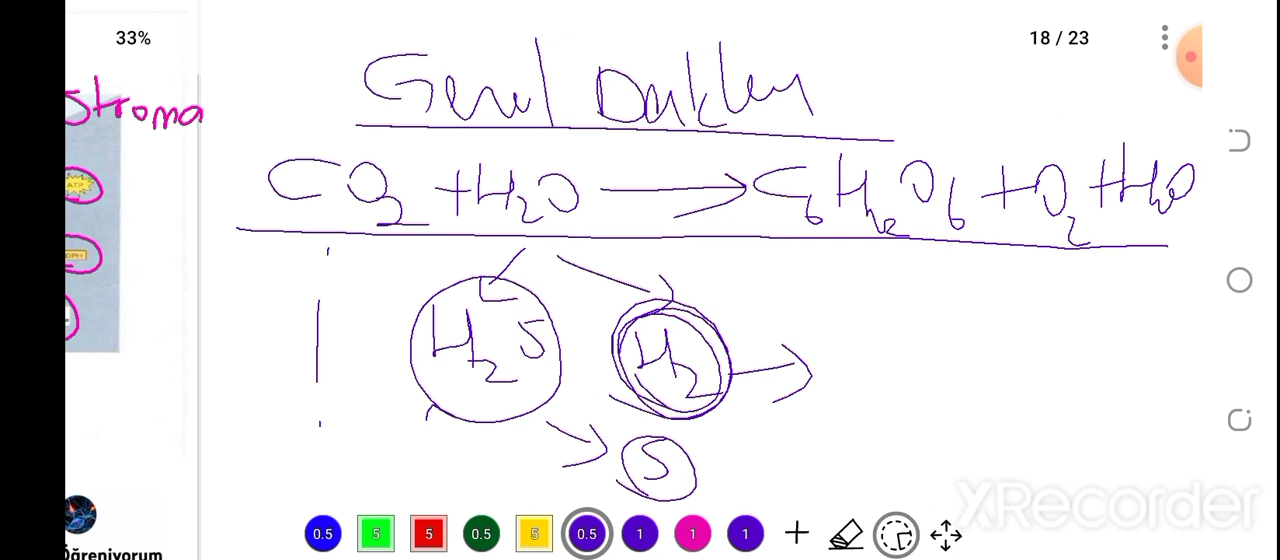 33%
18 / 23
Stroma
Genel Denklem
CO2 + H2O → C6H12O6 + O2 + H2O
ATP
H2S
H2
S
XRecorder
0.5 5 5 0.5 5 0.5 1 1 1
Öğreniyorum